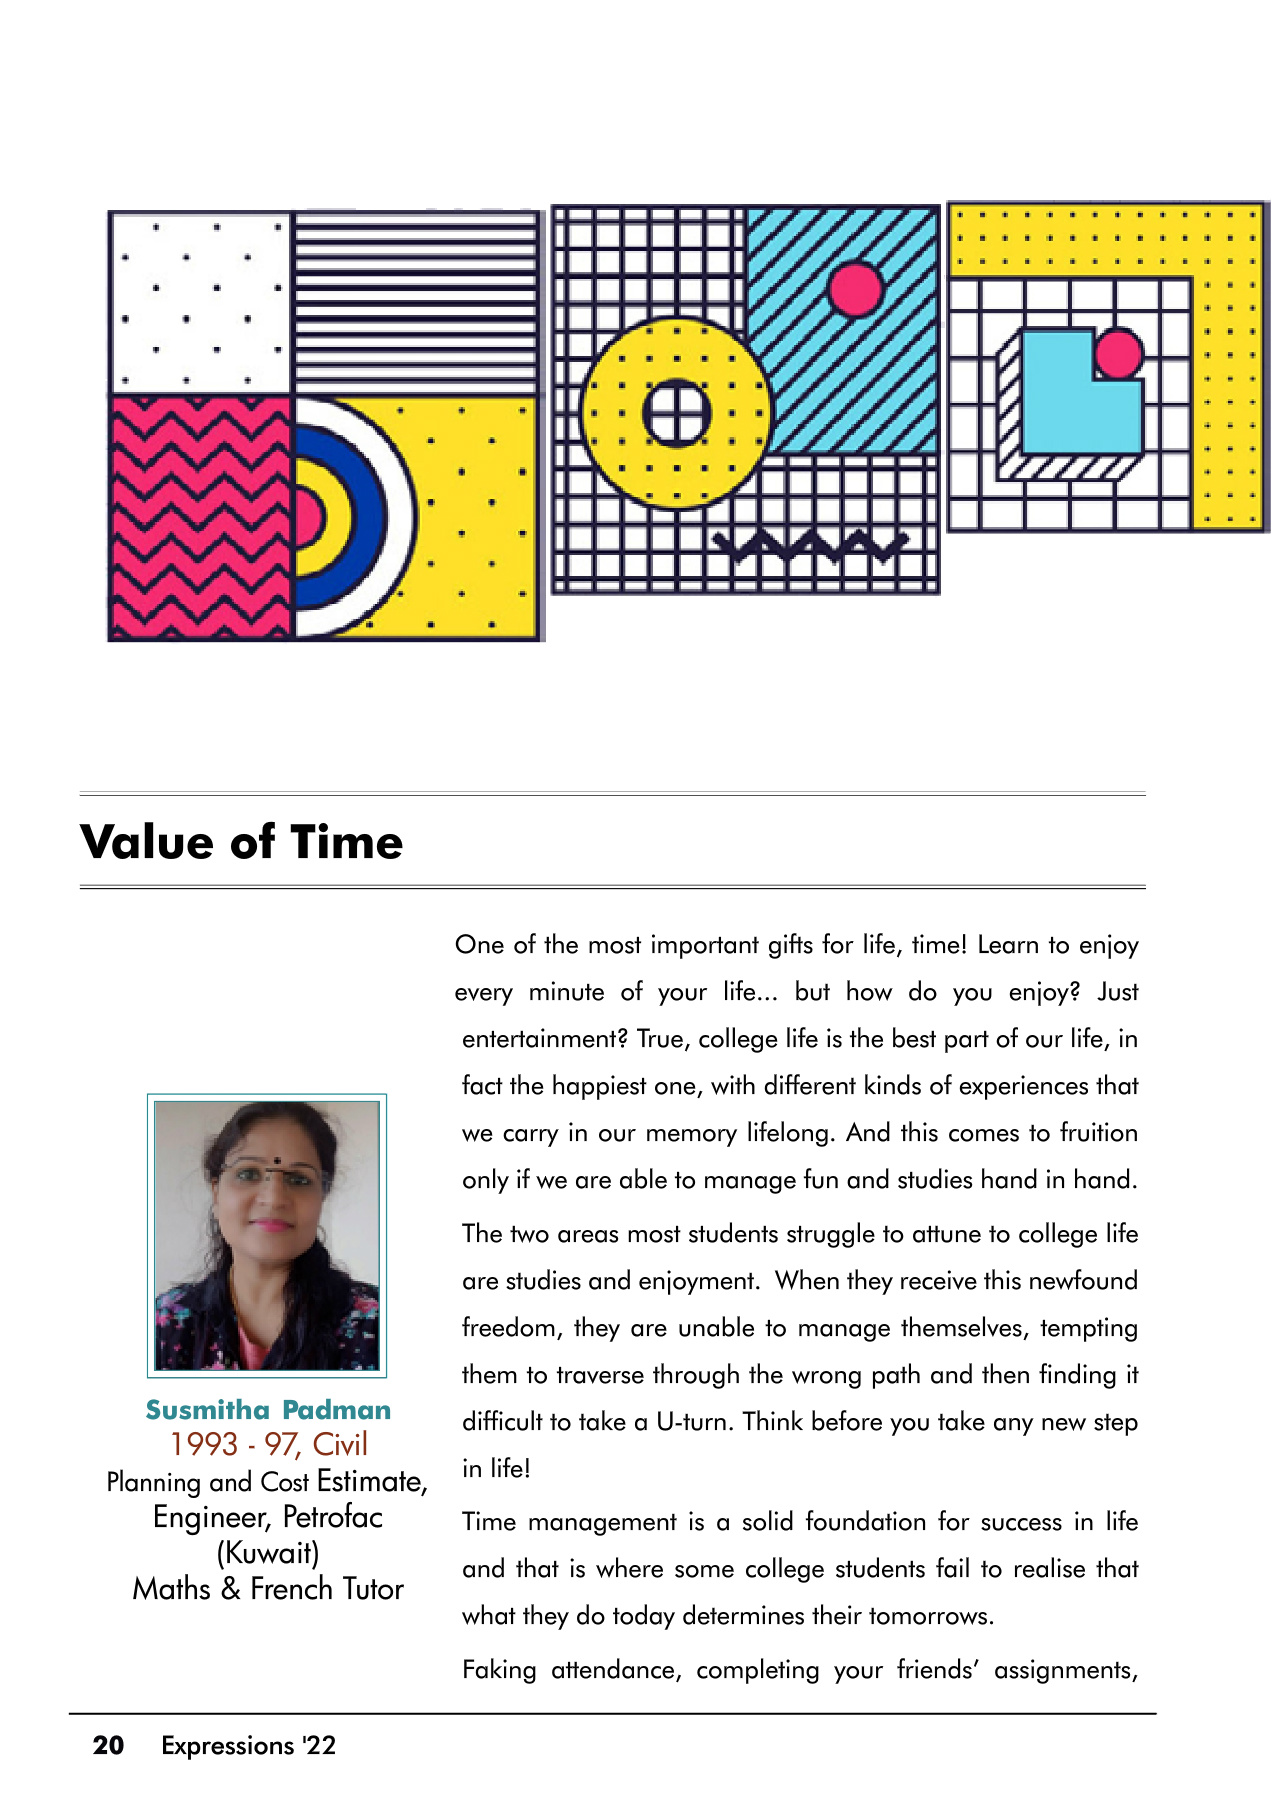 Value of Time
One of the most important gifts for life, time! Learn to enjoy
every minute of your life... but how do you enjoy? Just
entertainment? True, college life is the best part of our life, in
fact the happiest one, with different kinds of experiences that
we carry in our memory lifelong. And this comes to fruition
only if we are able to manage fun and studies hand in hand.
The two areas most students struggle to attune to college life
are studies and enjoyment.  When they receive this newfound
freedom, they are unable to manage themselves, tempting
them to traverse through the wrong path and then finding it
difficult to take a U-turn. Think before you take any new step
in life!
Time management is a solid foundation for success in life
and that is where some college students fail to realise that
what they do today determines their tomorrows.
Faking attendance, completing your friends’ assignments,
Susmitha Padman
1993 - 97, Civil
Planning and Cost Estimate,
Engineer, Petrofac
(Kuwait)
Maths & French Tutor
20 Expressions '22